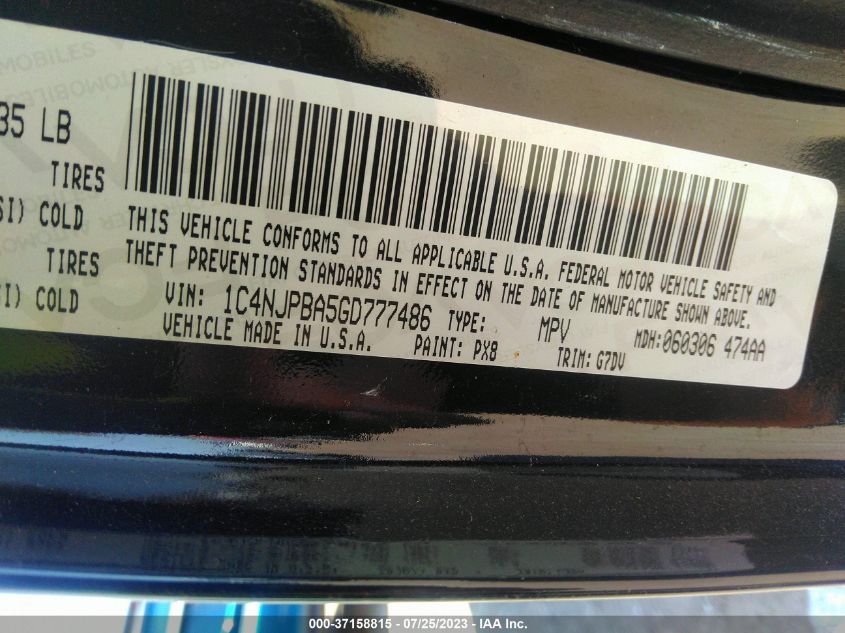 35 LB
TIRES
SI) COLD
TIRES
SI) COLD
THIS VEHICLE CONFORMS TO ALL APPLICABLE U.S.A. FEDERAL MOTOR VEHICLE SAFETY AND
THEFT PREVENTION STANDARDS IN EFFECT ON THE DATE OF MANUFACTURE SHOWN ABOVE.
VIN: 1C4NJPBA5GD777486 TYPE: MPV MDH:060306 474AA
VEHICLE MADE IN U.S.A. PAINT: PX8 TRIM: G7DV
000-37158815 - 07/25/2023 - IAA Inc.